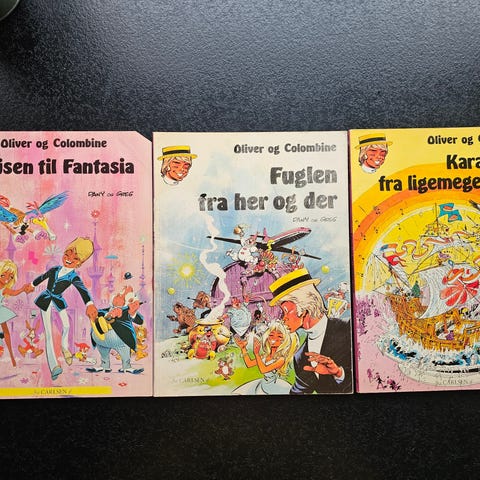 Oliver og Colombine
isen til Fantasia
DANY OG GREG
CARLSEN
Oliver og Colombine
Fuglen
fra her og der
DANY OG GREG
CARLSEN
Oliver og
Kara
fra ligemege
CARLSEN